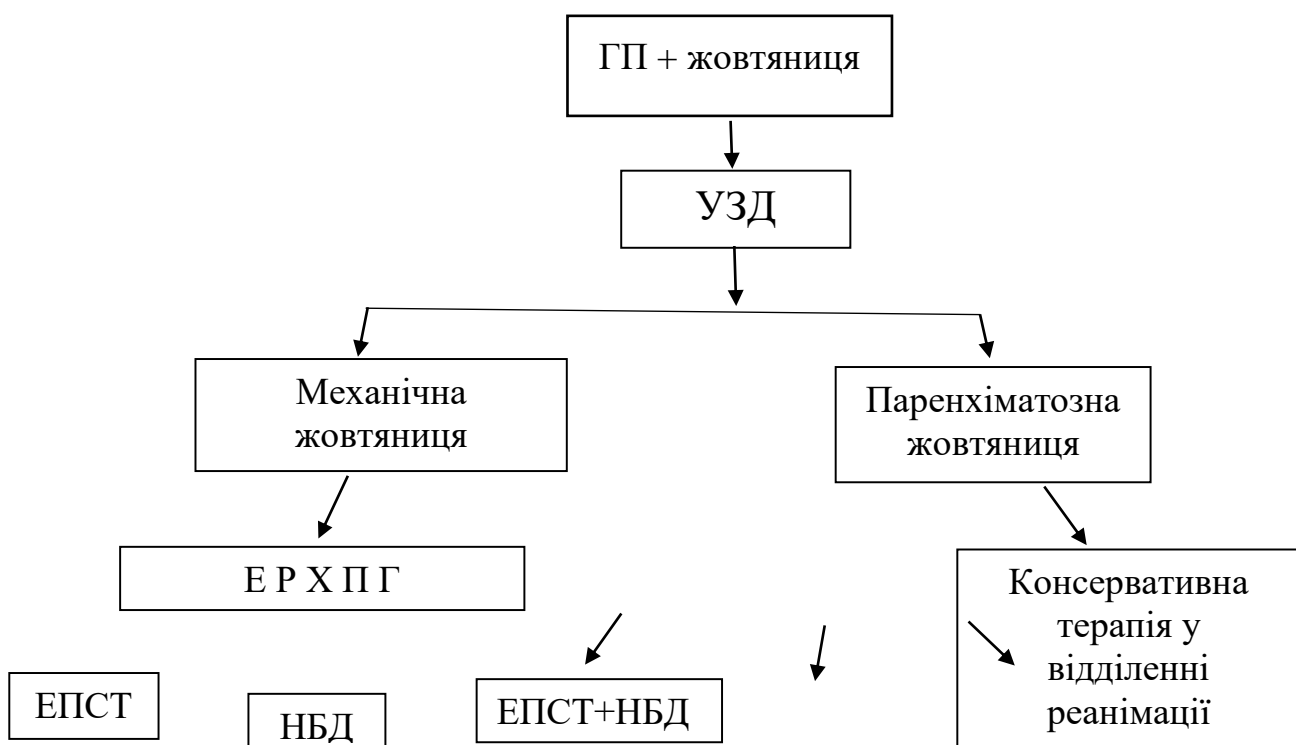 ГП + жовтяниця
УЗД
Механічна
жовтяниця
Паренхіматозна
жовтяниця
Е Р Х П Г
Консервативна
терапія у
відділенні
реанімації
ЕПСТ
НБД
ЕПСТ+НБД